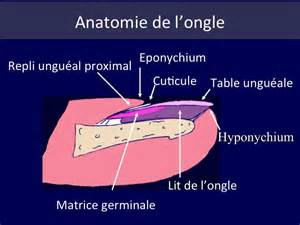 Anatomie de l’ongle
Eponychium
Repli unguéal proximal
Cuticule
Table unguéale
Hyponychium
Lit de l’ongle
Matrice germinale